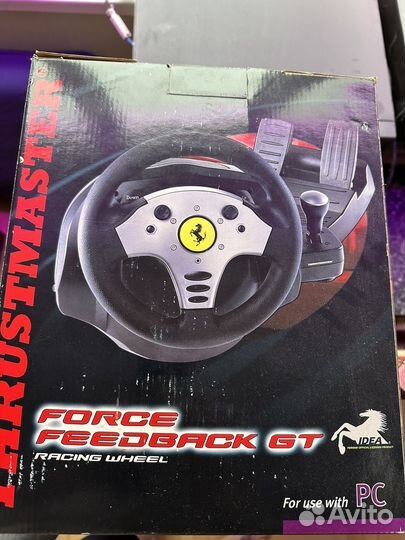 THRUSTMASTER®
Down
FORCE
FEEDBACK GT
RACING WHEEL
IDEA
For use with PC
Avito